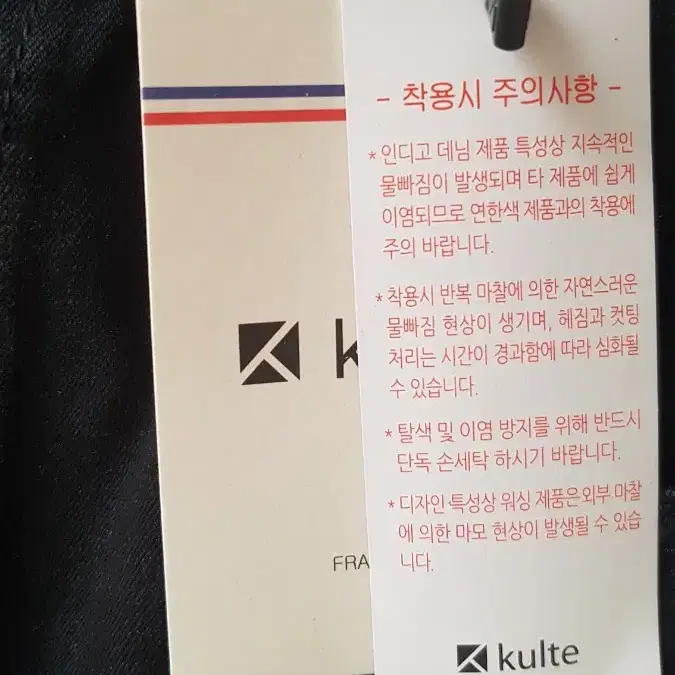 - 착용시 주의사항 -
* 인디고 데님 제품 특성상 지속적인
물빠짐이 발생되며 타 제품에 쉽게
이염되므로 연한색 제품과의 착용에
주의 바랍니다.
* 착용시 반복 마찰에 의한 자연스러운
물빠짐 현상이 생기며, 헤짐과 컷팅
처리는 시간이 경과함에 따라 심화될
수 있습니다.
* 탈색 및 이염 방지를 위해 반드시
단독 손세탁 하시기 바랍니다.
* 디자인 특성상 워싱 제품은 외부 마찰
에 의한 마모 현상이 발생될 수 있습
니다.
kulte
k
FRA